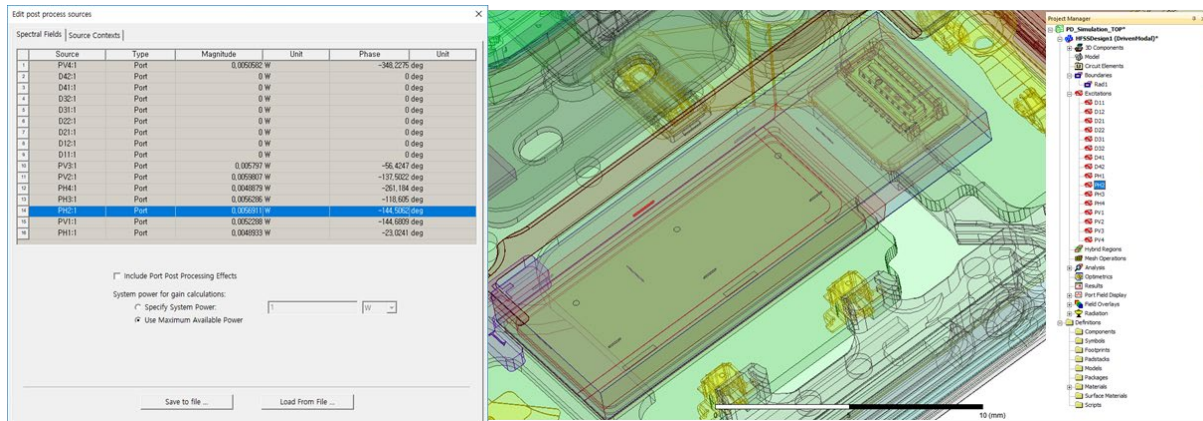 Edit post process sources
Spectral Fields | Source Contexts
Source Type Magnitude Unit Phase Unit
1 PV4:1 Port 0,0050582 W -348,2275 deg
2 D42:1 Port 0 W 0 deg
3 D41:1 Port 0 W 0 deg
4 D32:1 Port 0 W 0 deg
5 D31:1 Port 0 W 0 deg
6 D22:1 Port 0 W 0 deg
7 D21:1 Port 0 W 0 deg
8 D12:1 Port 0 W 0 deg
9 D11:1 Port 0 W 0 deg
10 PV3:1 Port 0,005797 W -56,4247 deg
11 PV2:1 Port 0,0059807 W -137,5022 deg
12 PH4:1 Port 0,0048879 W -261,184 deg
13 PH3:1 Port 0,0056286 W -118,605 deg
14 PH2:1 Port 0,0056911 W -144,5062 deg
15 PV1:1 Port 0,0052298 W -144,6809 deg
16 PH1:1 Port 0,0048933 W -23,0241 deg
Include Port Post Processing Effects
System power for gain calculations:
Specify System Power: 1 W
Use Maximum Available Power
Save to file ... Load From File ...
0 5 10 (mm)
Project Manager
PD_Simulation_TOP*
HFSSDesign1 (DrivenModal)*
3D Components
Model
Circuit Elements
Boundaries
Rad1
Excitations
D11
D12
D21
D22
D31
D32
D41
D42
PH1
PH2
PH3
PH4
PV1
PV2
PV3
PV4
Hybrid Regions
Mesh Operations
Analysis
Optimetrics
Results
Port Field Display
Field Overlays
Radiation
Definitions
Components
Symbols
Footprints
Padstacks
Models
Packages
Materials
Surface Materials
Scripts